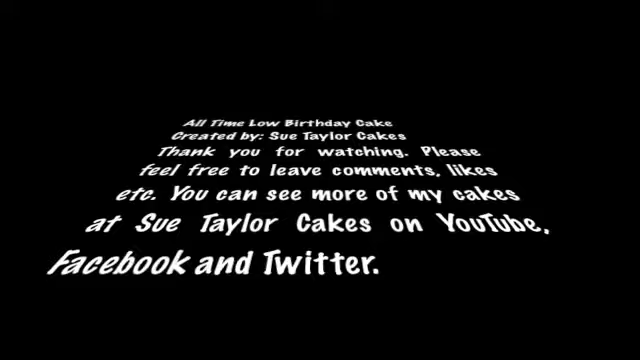 All Time Low Birthday Cake
Created by: Sue Taylor Cakes
Thank you for watching. Please
feel free to leave comments, likes
etc. You can see more of my cakes
at Sue Taylor Cakes on YouTube,
Facebook and Twitter.